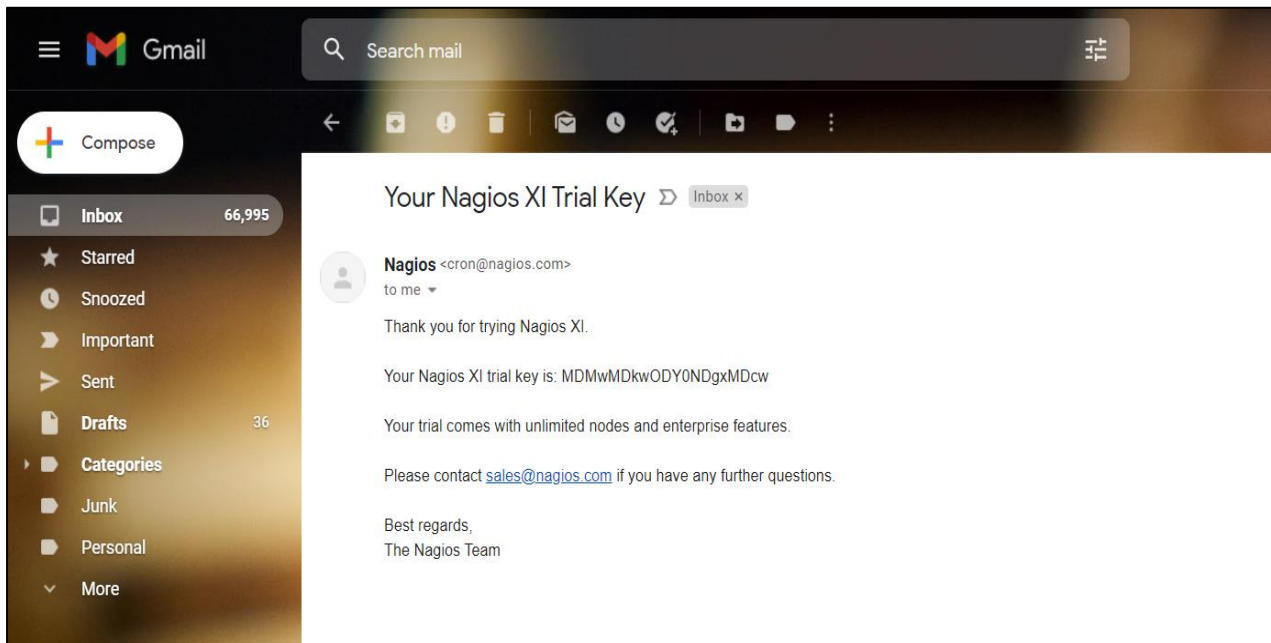 Gmail
Search mail
Compose
Inbox 66,995
Starred
Snoozed
Important
Sent
Drafts 36
Categories
Junk
Personal
More
Your Nagios XI Trial Key Inbox ×
Nagios <cron@nagios.com>
to me
Thank you for trying Nagios XI.
Your Nagios XI trial key is: MDMwMDkwODY0NDgxMDcw
Your trial comes with unlimited nodes and enterprise features.
Please contact sales@nagios.com if you have any further questions.
Best regards,
The Nagios Team